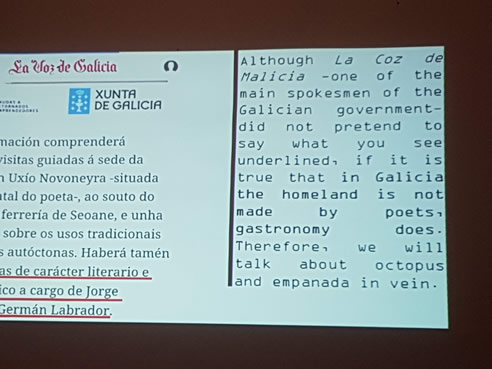 La Voz de Galicia
XUNTA
DE GALICIA
mación comprenderá
visitas guiadas á sede da
n Uxío Novoneyra -situada
ntal do poeta-, ao souto do
ferrería de Seoane, e unha
sobre os usos tradicionais
s autóctonas. Haberá tamén
as de carácter literario e
ico a cargo de Jorge
Germán Labrador.
Although La Coz de
Malicia -one of the
main spokesmen of the
Galician government-
did not pretend to
say what you see
underlined, if it is
true that in Galicia
the homeland is not
made by poets,
gastronomy does.
Therefore, we will
talk about octopus
and empanada in vein.